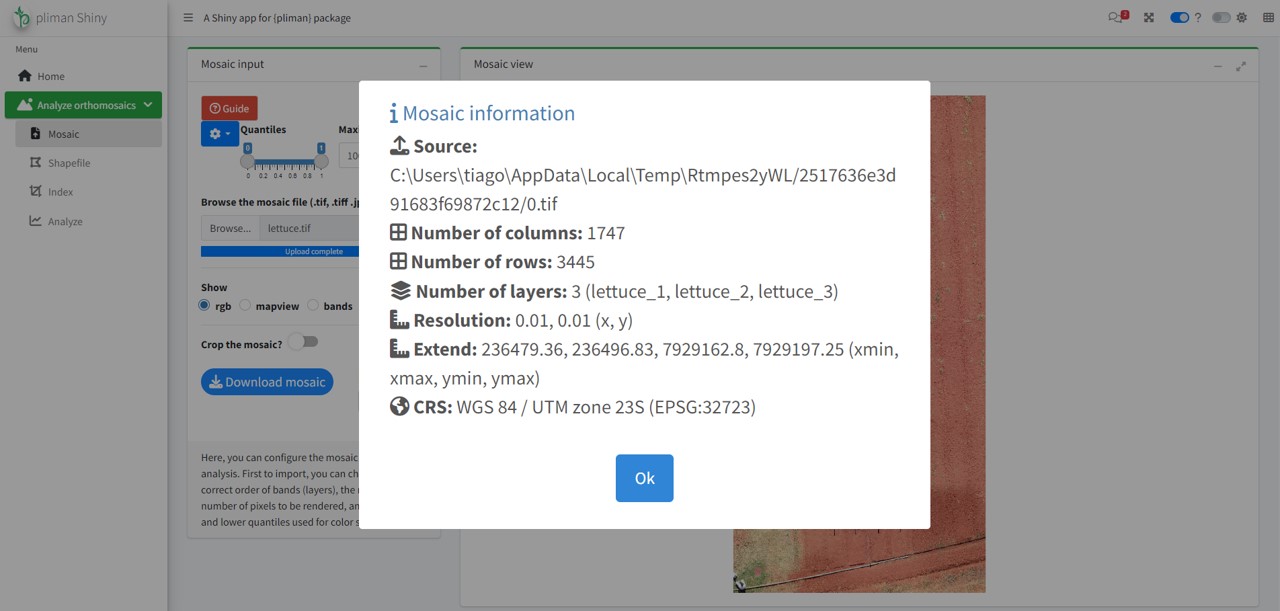 pliman Shiny
A Shiny app for {pliman} package
2
?
Menu
Home
Analyze orthomosaics
Mosaic
Shapefile
Index
Analyze
Mosaic input
Guide
Quantiles
0 1
0 0.2 0.4 0.6 0.8 1
Browse the mosaic file (.tif, .tiff
Browse... lettuce.tif
Upload complete
Show
rgb mapview bands
Crop the mosaic?
Download mosaic
Here, you can configure the mosaic
analysis. First to import, you can
correct order of bands (layers), the
number of pixels to be rendered,
and lower quantiles used for color
Mosaic view
Mosaic information
Source:
C:\Users\tiago\AppData\Local\Temp\Rtmpes2yWL/2517636e3d
91683f69872c12/0.tif
Number of columns: 1747
Number of rows: 3445
Number of layers: 3 (lettuce_1, lettuce_2, lettuce_3)
Resolution: 0.01, 0.01 (x, y)
Extend: 236479.36, 236496.83, 7929162.8, 7929197.25 (xmin,
xmax, ymin, ymax)
CRS: WGS 84 / UTM zone 23S (EPSG:32723)
Ok